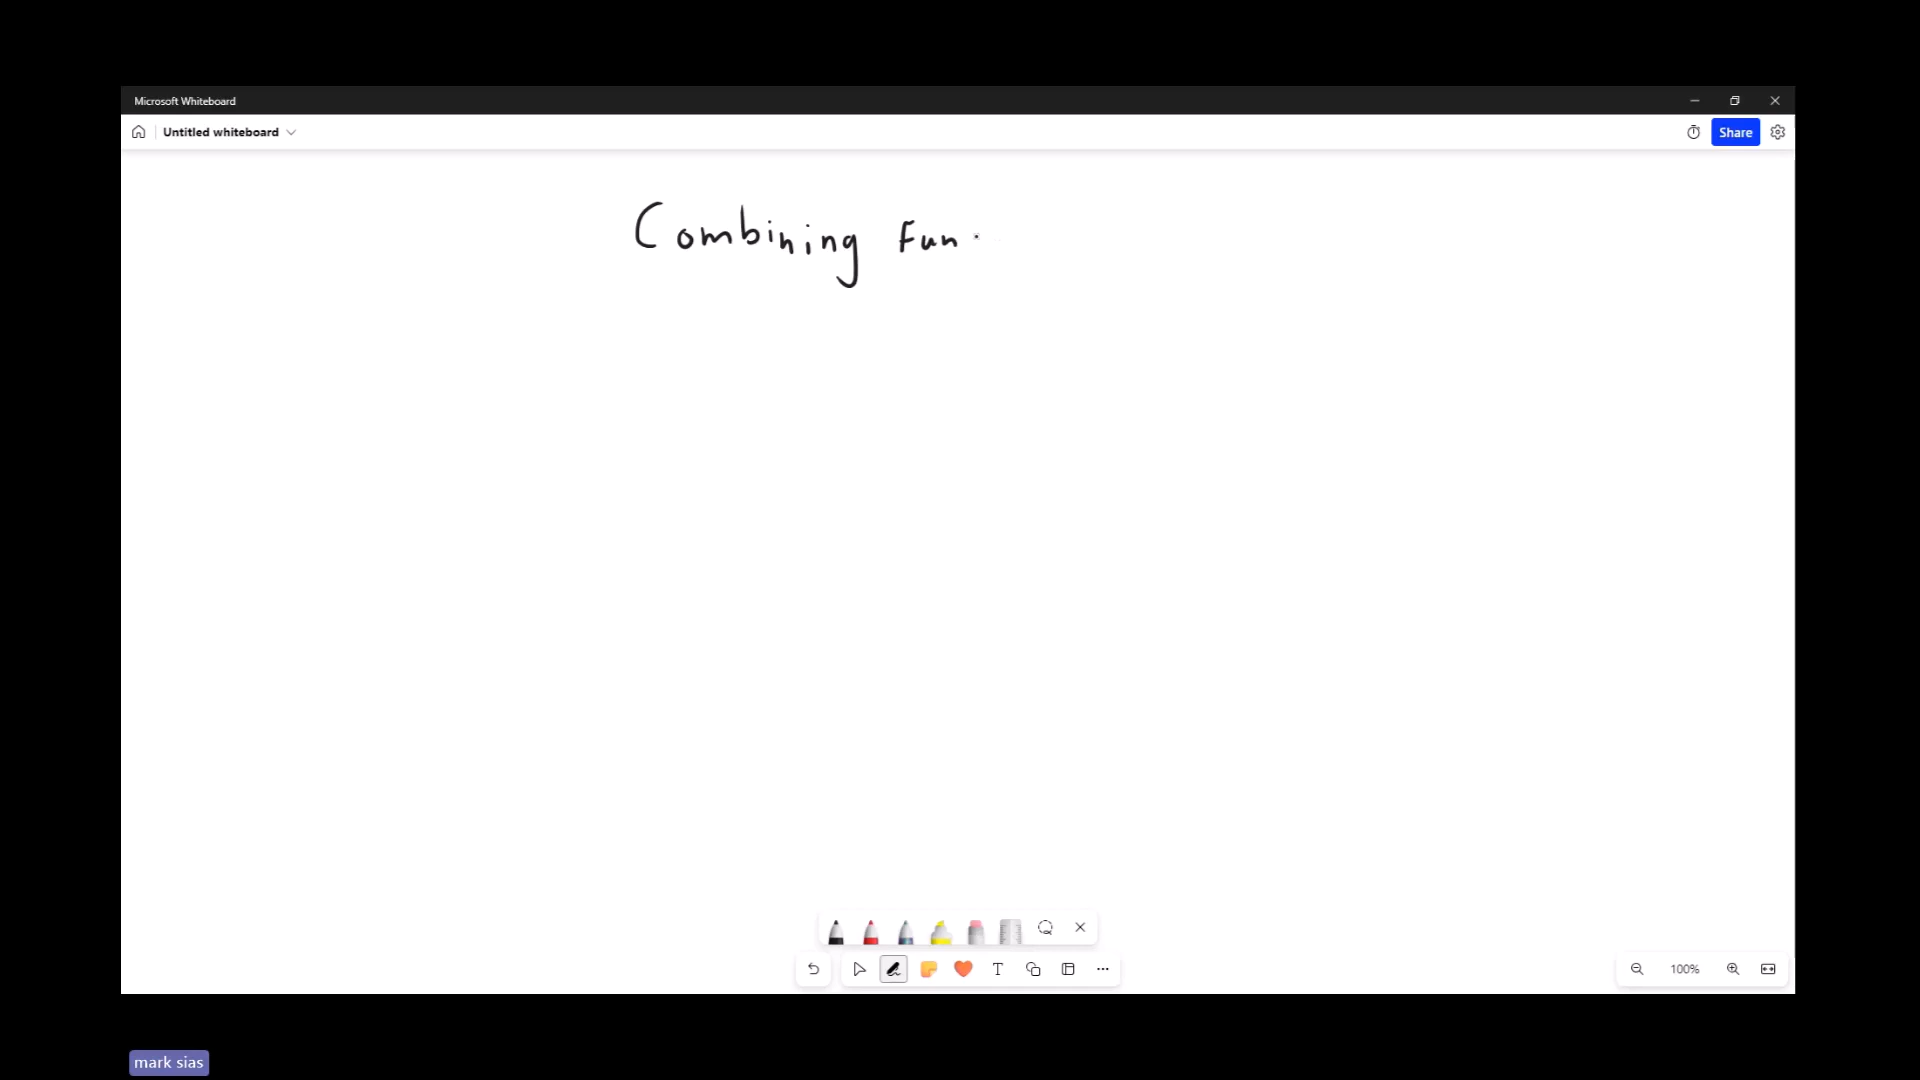 Microsoft Whiteboard
Untitled whiteboard
Share
Combining Fun
100%
mark sias